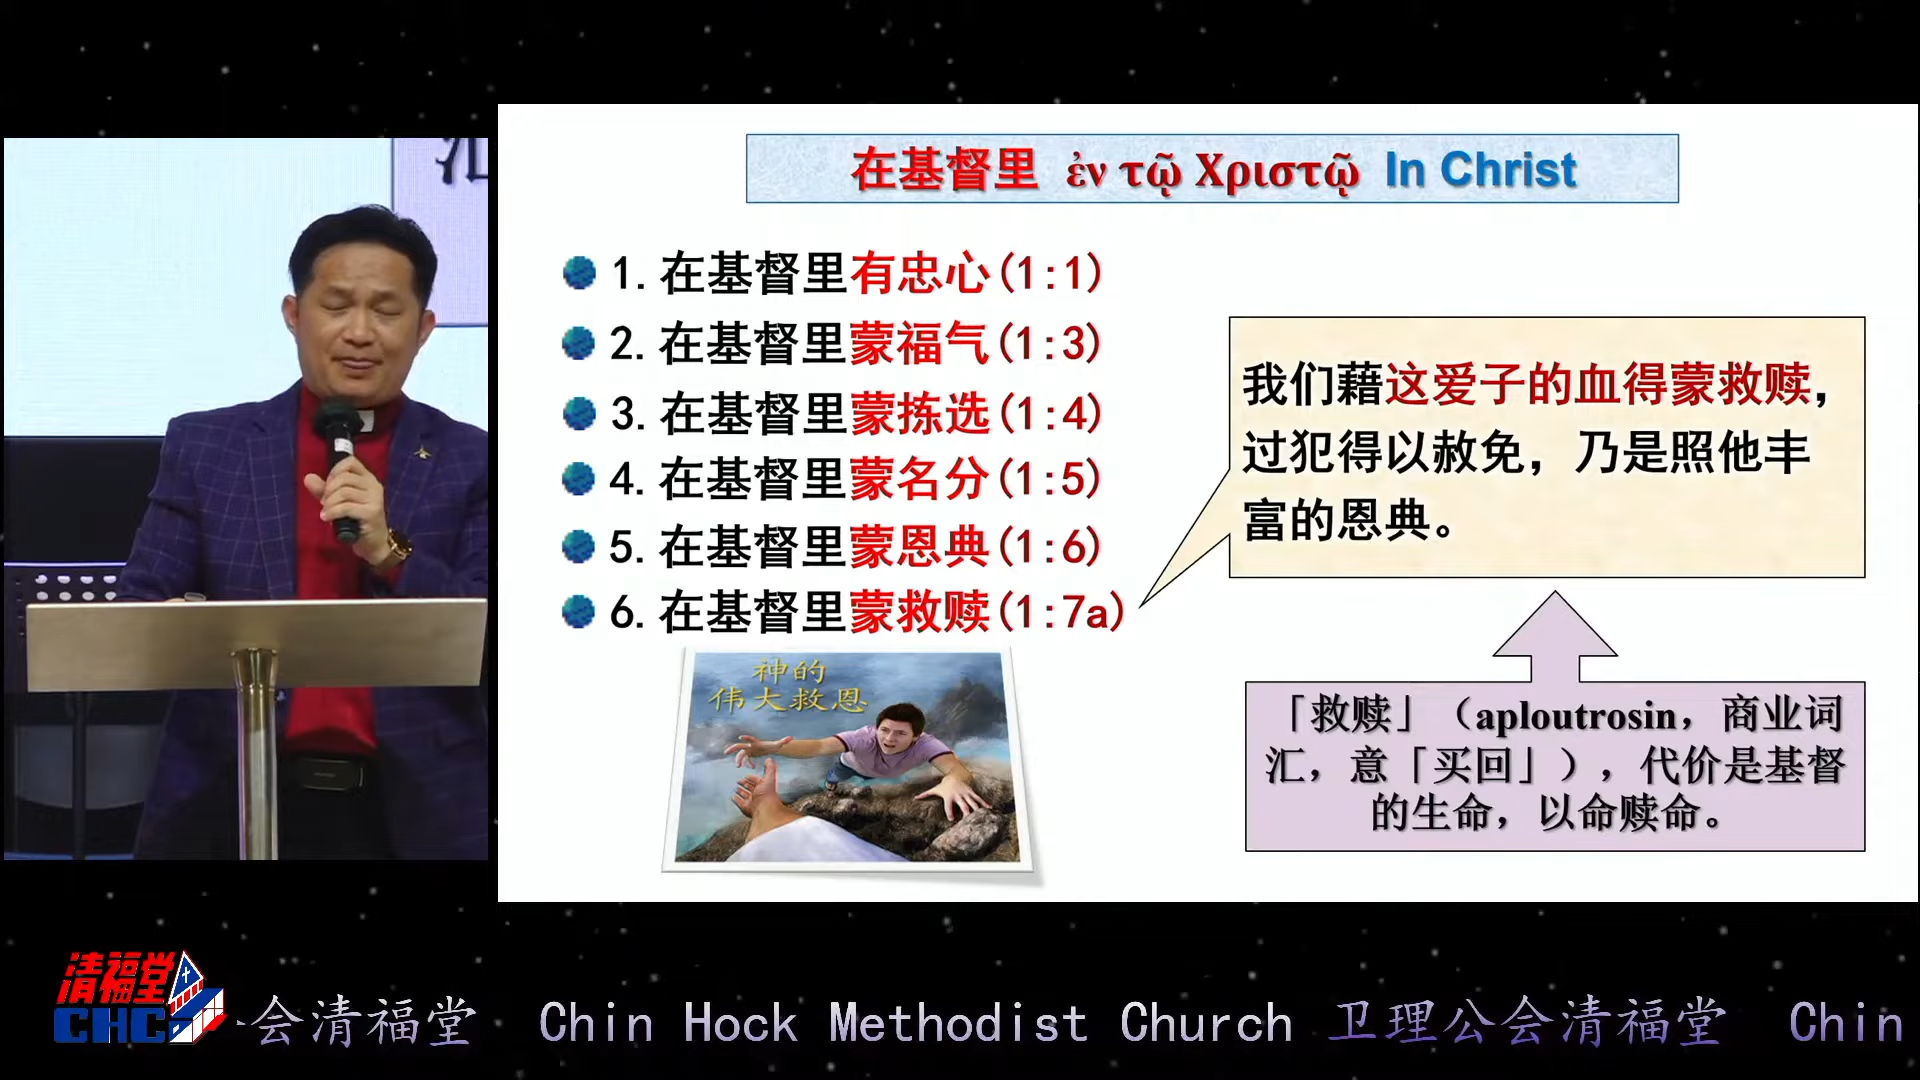 汇
在基督里 ἐν τῷ Χριστῷ In Christ
1.在基督里有忠心(1:1)
2.在基督里蒙福气(1:3)
3.在基督里蒙拣选(1:4)
4.在基督里蒙名分(1:5)
5.在基督里蒙恩典(1:6)
6.在基督里蒙救赎(1:7a)
我们藉这爱子的血得蒙救赎，
过犯得以赦免，乃是照他丰
富的恩典。
「救赎」（aploutrosin，商业词
汇，意「买回」），代价是基督
的生命，以命赎命。
神的
伟大救恩
清福堂
CHC
会清福堂 Chin Hock Methodist Church 卫理公会清福堂 Chin